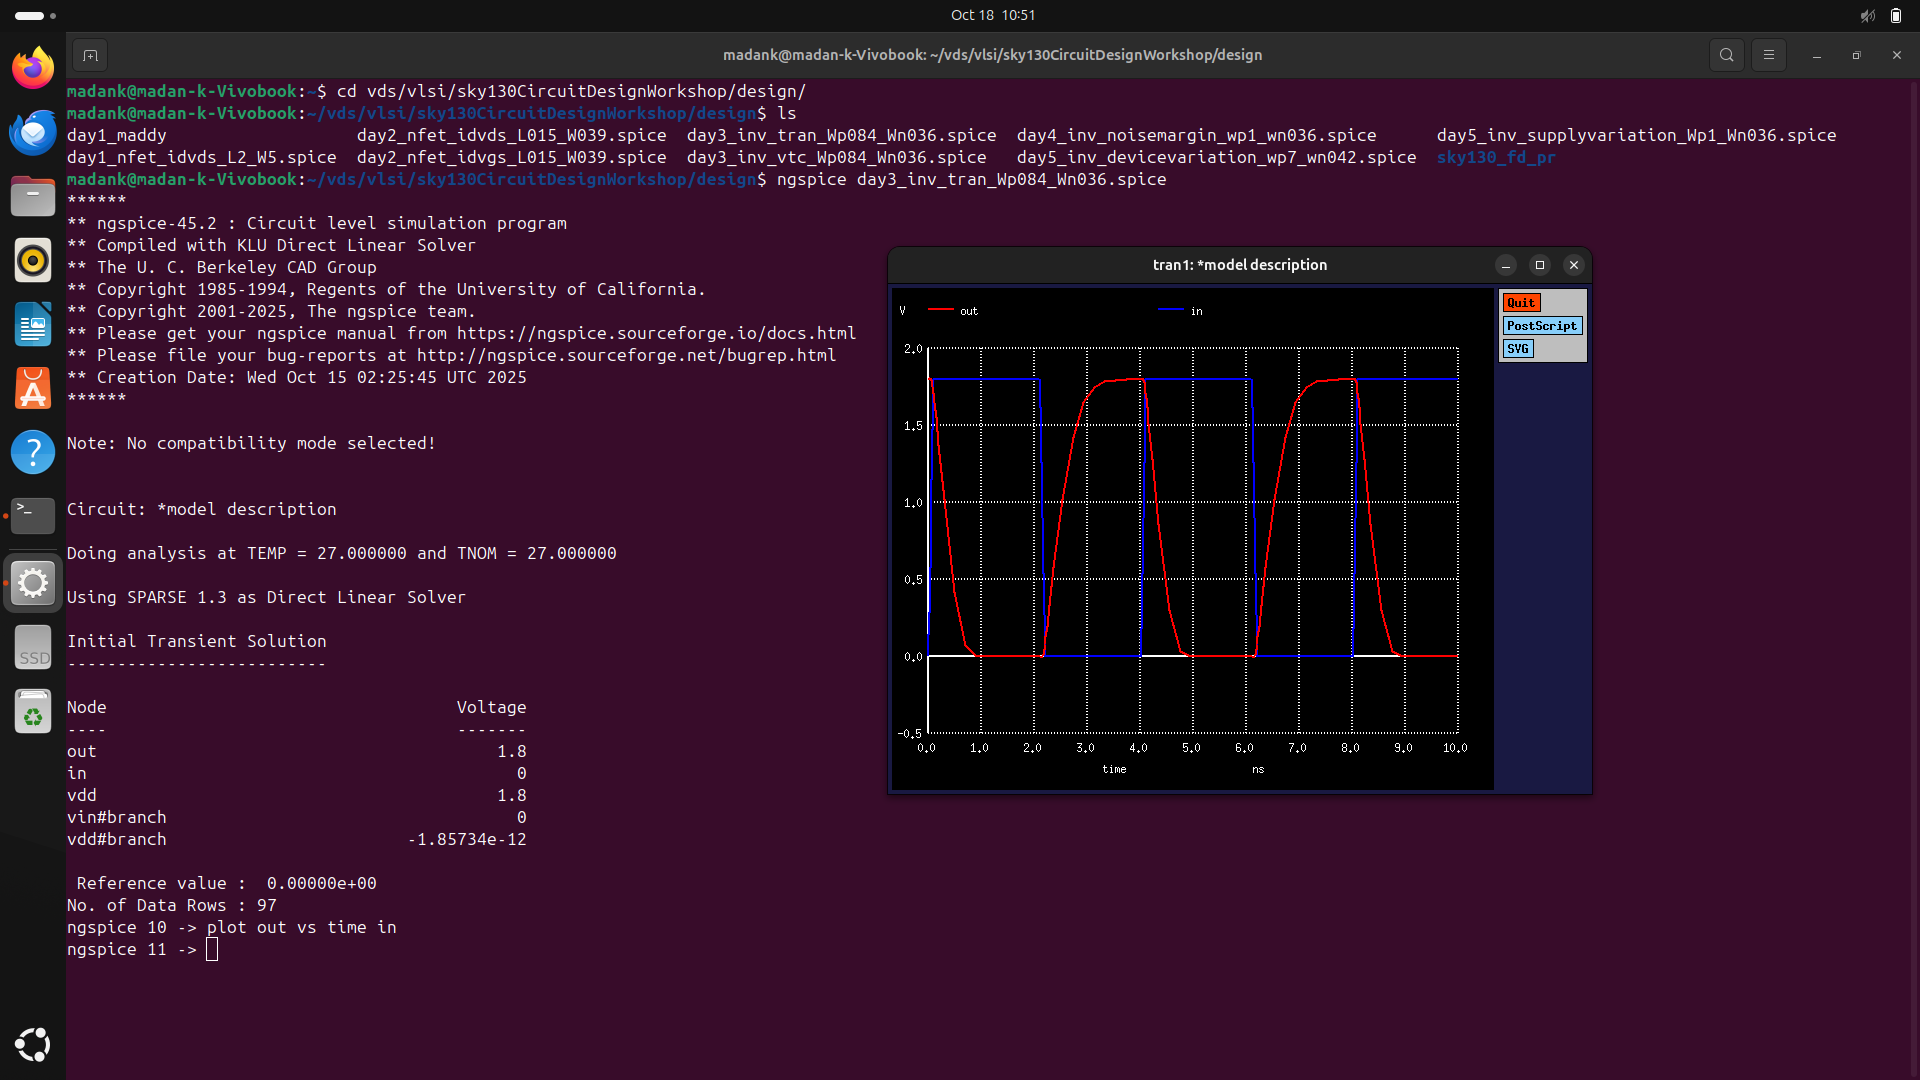 Oct 18 10:51
madank@madan-k-Vivobook: ~/vds/vlsi/sky130CircuitDesignWorkshop/design
madank@madan-k-Vivobook:~$ cd vds/vlsi/sky130CircuitDesignWorkshop/design/
madank@madan-k-Vivobook:~/vds/vlsi/sky130CircuitDesignWorkshop/design$ ls
day1_maddy day2_nfet_idvds_L015_W039.spice day3_inv_tran_Wp084_Wn036.spice day4_inv_noisemargin_wp1_wn036.spice day5_inv_supplyvariation_Wp1_Wn036.spice
day1_nfet_idvds_L2_W5.spice day2_nfet_idvgs_L015_W039.spice day3_inv_vtc_Wp084_Wn036.spice day5_inv_devicevariation_wp7_wn042.spice sky130_fd_pr
madank@madan-k-Vivobook:~/vds/vlsi/sky130CircuitDesignWorkshop/design$ ngspice day3_inv_tran_Wp084_Wn036.spice
******
** ngspice-45.2 : Circuit level simulation program
** Compiled with KLU Direct Linear Solver
** The U. C. Berkeley CAD Group
** Copyright 1985-1994, Regents of the University of California.
** Copyright 2001-2025, The ngspice team.
** Please get your ngspice manual from https://ngspice.sourceforge.io/docs.html
** Please file your bug-reports at http://ngspice.sourceforge.net/bugrep.html
** Creation Date: Wed Oct 15 02:25:45 UTC 2025
******
Note: No compatibility mode selected!
Circuit: *model description
Doing analysis at TEMP = 27.000000 and TNOM = 27.000000
Using SPARSE 1.3 as Direct Linear Solver
Initial Transient Solution
--------------------------
Node Voltage
---- -------
out 1.8
in 0
vdd 1.8
vin#branch 0
vdd#branch -1.85734e-12
Reference value : 0.00000e+00
No. of Data Rows : 97
ngspice 10 -> plot out vs time in
ngspice 11 ->
tran1: *model description
V out in
Quit
PostScript
SVG
2.0
1.5
1.0
0.5
0.0
-0.5
0.0 1.0 2.0 3.0 4.0 5.0 6.0 7.0 8.0 9.0 10.0
time ns
SSD